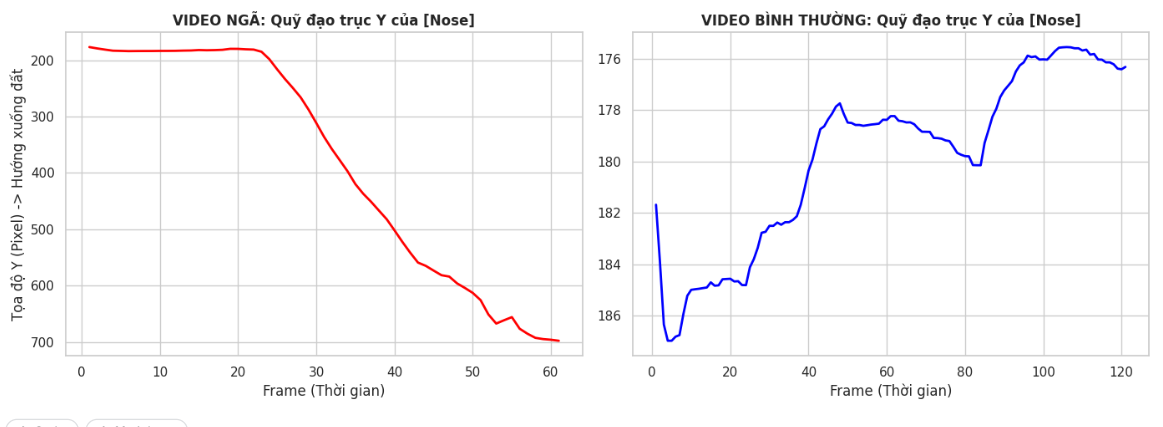 VIDEO NGÃ: Quỹ đạo trục Y của [Nose]
Tọa độ Y (Pixel) -> Hướng xuống đất
200
300
400
500
600
700
0 10 20 30 40 50 60
Frame (Thời gian)
VIDEO BÌNH THƯỜNG: Quỹ đạo trục Y của [Nose]
176
178
180
182
184
186
0 20 40 60 80 100 120
Frame (Thời gian)